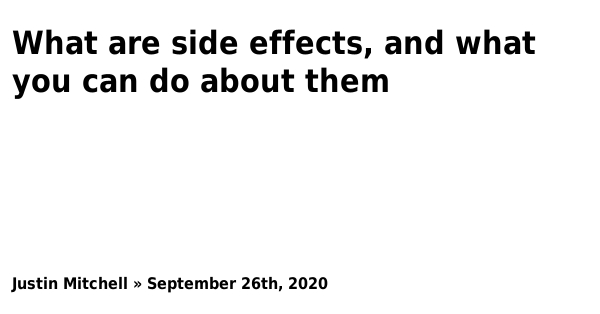 What are side effects, and what
you can do about them
Justin Mitchell » September 26th, 2020